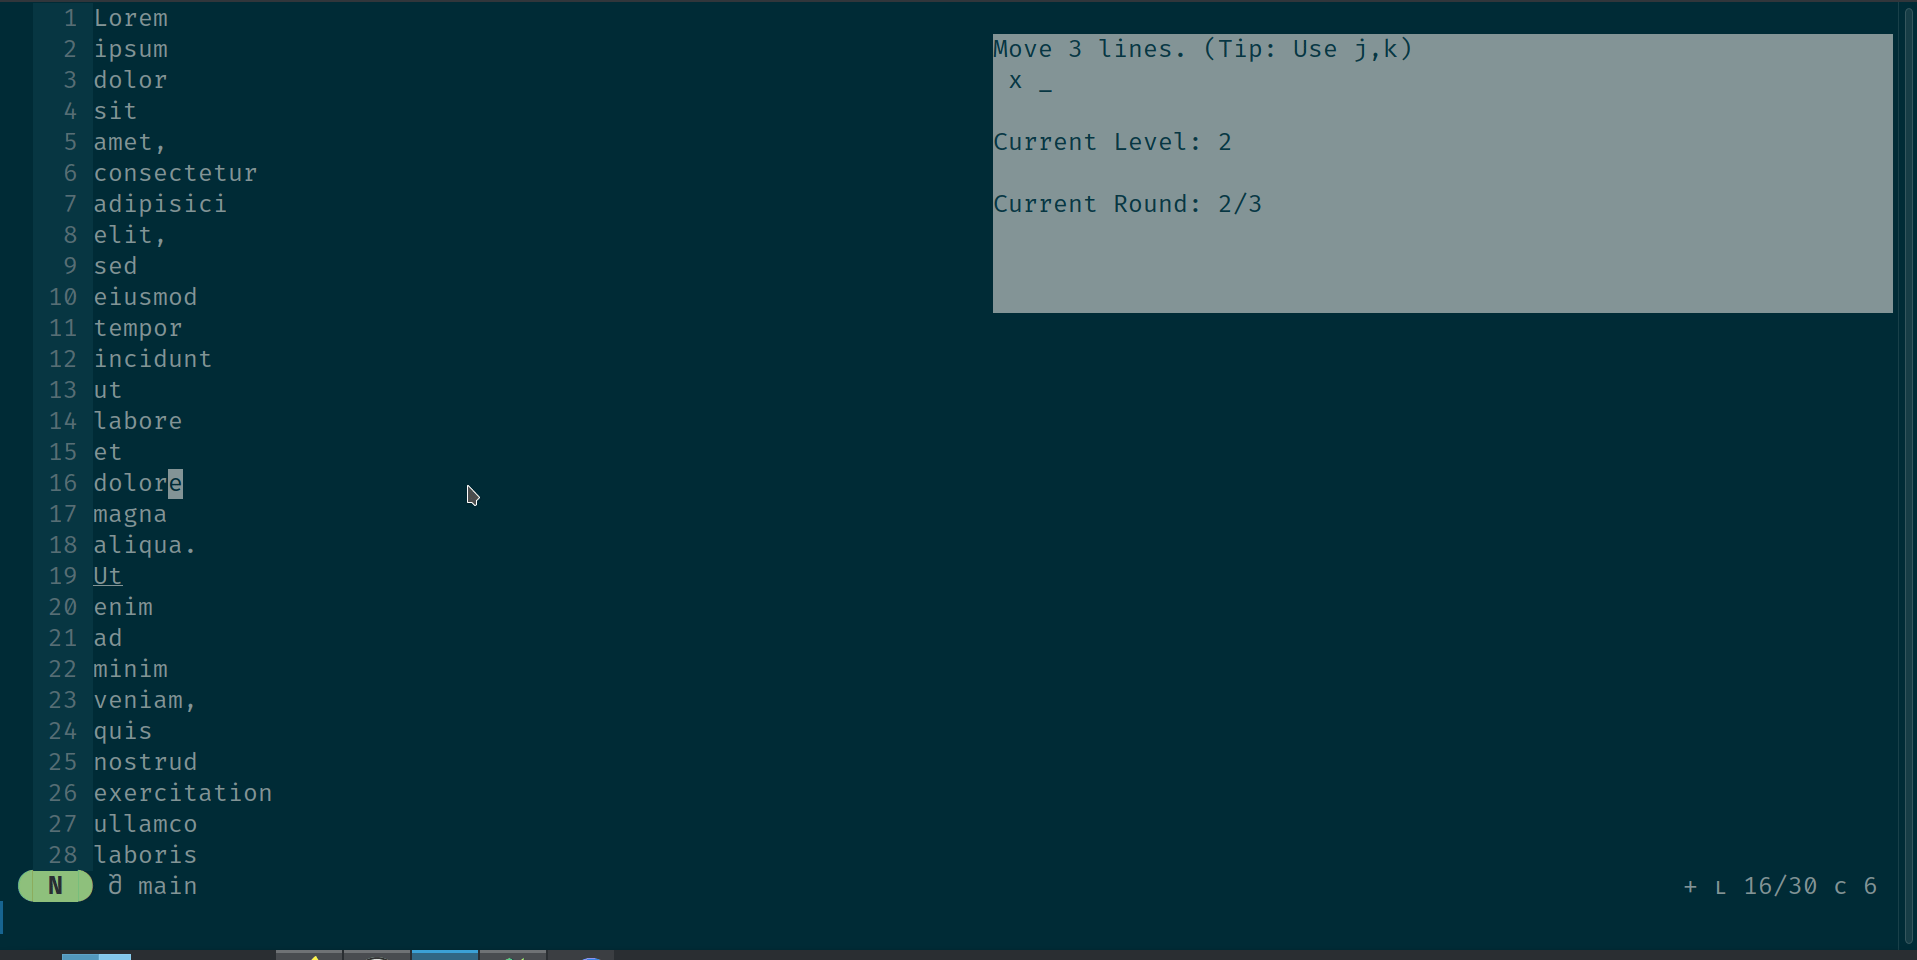 1 Lorem
2 ipsum
3 dolor
4 sit
5 amet,
6 consectetur
7 adipisici
8 elit,
9 sed
10 eiusmod
11 tempor
12 incidunt
13 ut
14 labore
15 et
16 dolore
17 magna
18 aliqua.
19 Ut
20 enim
21 ad
22 minim
23 veniam,
24 quis
25 nostrud
26 exercitation
27 ullamco
28 laboris
Move 3 lines. (Tip: Use j,k)
x _
Current Level: 2
Current Round: 2/3
N main
+ ʟ 16/30 ᴄ 6